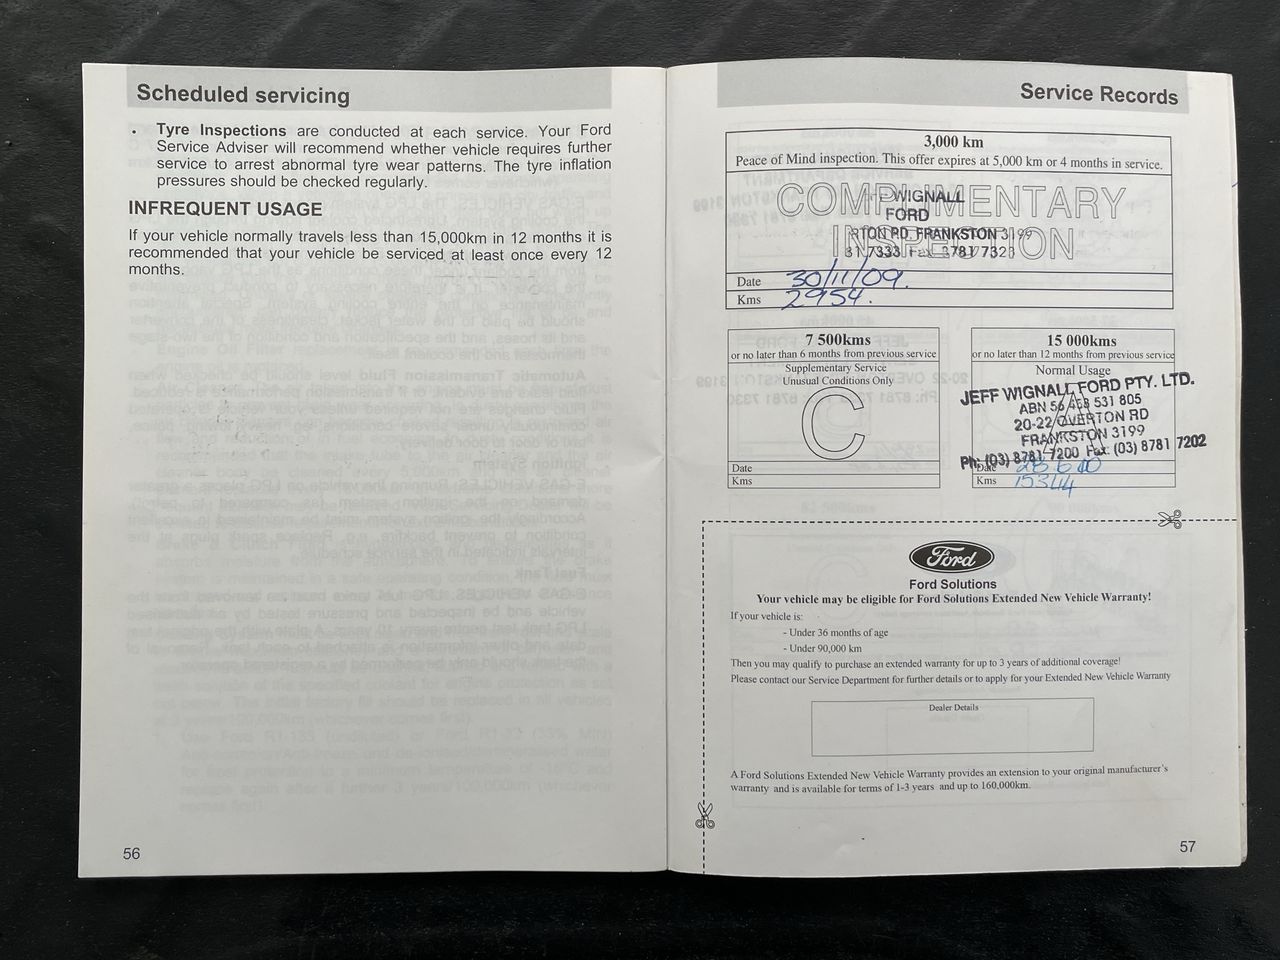 Scheduled servicing
• Tyre Inspections are conducted at each service. Your Ford
Service Adviser will recommend whether vehicle requires further
service to arrest abnormal tyre wear patterns. The tyre inflation
pressures should be checked regularly.
INFREQUENT USAGE
If your vehicle normally travels less than 15,000km in 12 months it is
recommended that your vehicle be serviced at least once every 12
months.
56
Service Records
3,000 km
Peace of Mind inspection. This offer expires at 5,000 km or 4 months in service.
COMPLIMENTARY
INSPECTION
WIGNALL
FORD
RTON RD, FRANKSTON 3199
7333 Fax 3781 7323
Date 30/11/09.
Kms 2954.
7 500kms
or no later than 6 months from previous service
Supplementary Service
Unusual Conditions Only
C
Date
Kms
15 000kms
or no later than 12 months from previous service
Normal Usage
A
JEFF WIGNALL FORD PTY. LTD.
ABN 56 458 531 805
20-22 OVERTON RD
FRANKSTON 3199
Ph: (03) 8781 7200 Fax: (03) 8781 7202
Date 28 6 10
Kms 15344
Ford
Ford Solutions
Your vehicle may be eligible for Ford Solutions Extended New Vehicle Warranty!
If your vehicle is:
- Under 36 months of age
- Under 90,000 km
Then you may qualify to purchase an extended warranty for up to 3 years of additional coverage!
Please contact our Service Department for further details or to apply for your Extended New Vehicle Warranty
Dealer Details
A Ford Solutions Extended New Vehicle Warranty provides an extension to your original manufacturer's
warranty and is available for terms of 1-3 years and up to 160,000km.
57